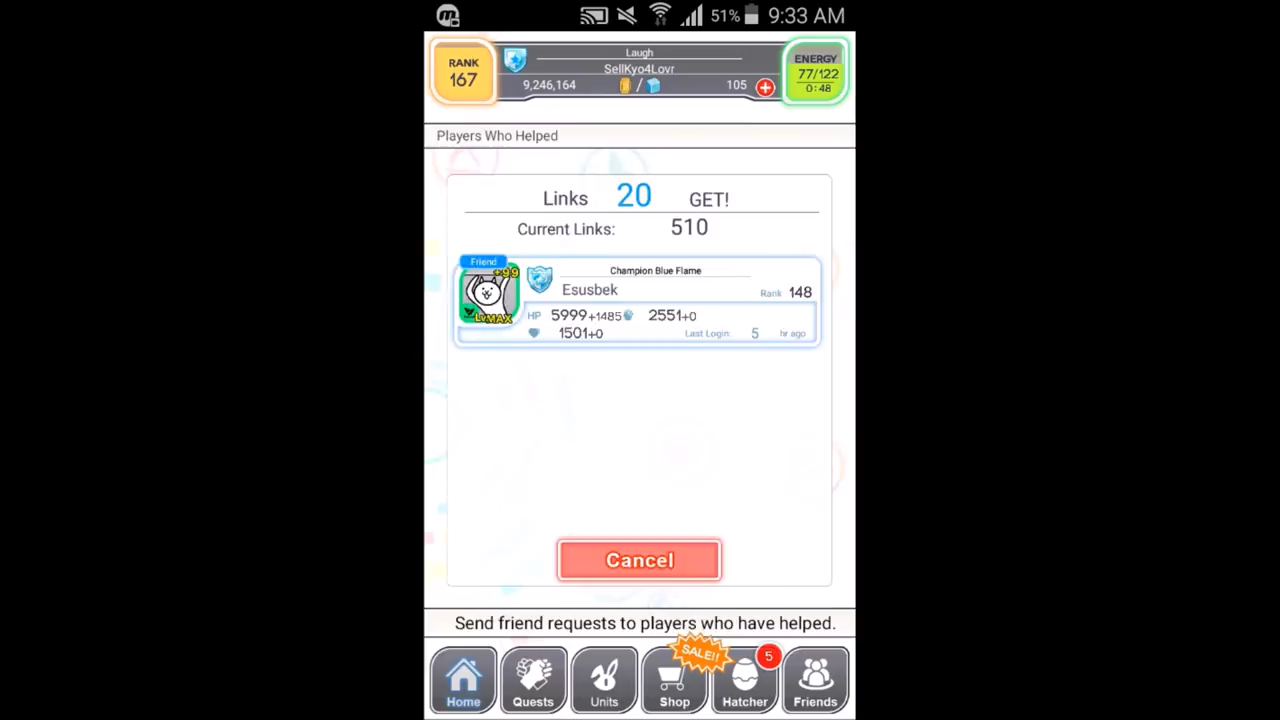 51% 9:33 AM
RANK
167
Laugh
SellKyo4Lovr
9,246,164 / 105
ENERGY
77/122
0:48
Players Who Helped
Links 20 GET!
Current Links: 510
Friend
+99
Lv.MAX
Champion Blue Flame
Esusbek
Rank 148
HP 5999+1485 2551+0
1501+0 Last Login: 5 hr ago
Cancel
Send friend requests to players who have helped.
SALE!!
5
Home Quests Units Shop Hatcher Friends